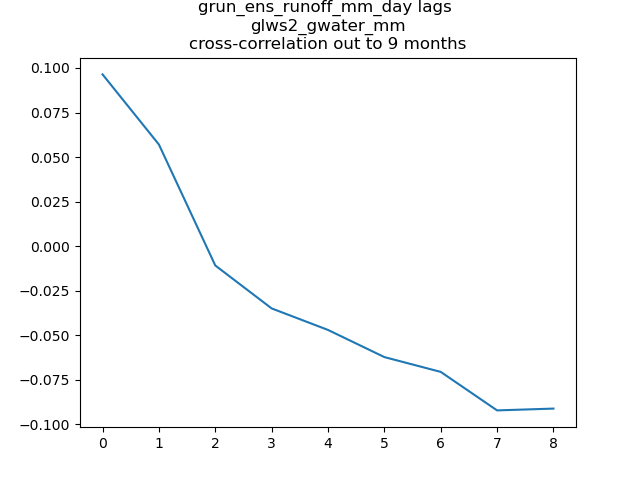 grun_ens_runoff_mm_day lags
glws2_gwater_mm
cross-correlation out to 9 months
0.100
0.075
0.050
0.025
0.000
−0.025
−0.050
−0.075
−0.100
0 1 2 3 4 5 6 7 8